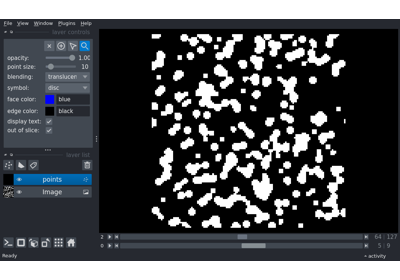 File View Window Plugins Help
layer controls
opacity: 1.00
point size: 10
blending: translucen
symbol: disc
face color: blue
edge color: black
display text:
out of slice:
layer list
points
Image
2 64 127
0 5 9
Ready activity